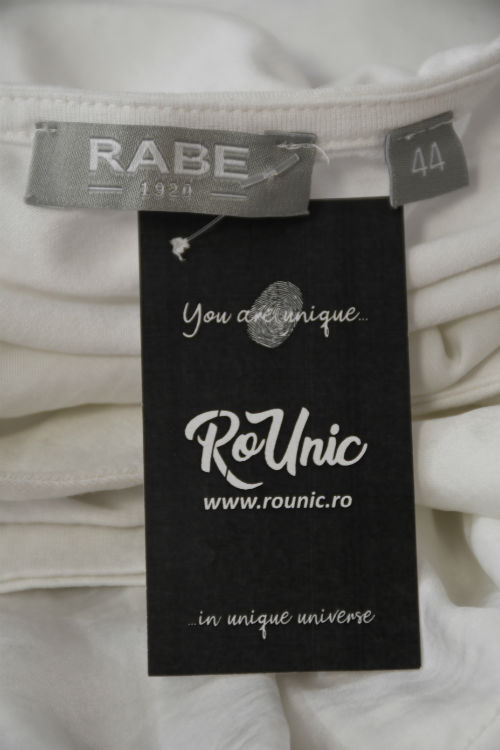 RABE
1920
44
You are unique...
RoUnic
www.rounic.ro
...in unique universe